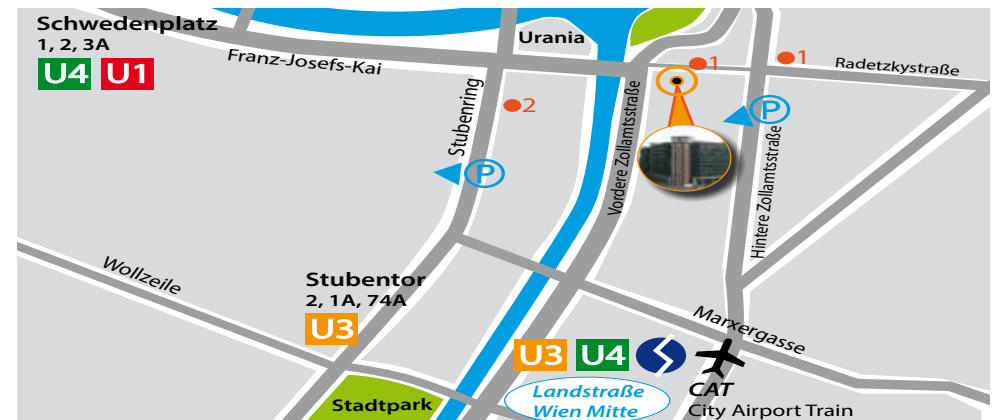 Schwedenplatz
1, 2, 3A
U4 U1
Franz-Josefs-Kai
Urania
1
1
Radetzkystraße
Stubenring
2
P
P
Vordere Zollamtsstraße
Hintere Zollamtsstraße
Wollzeile
Stubentor
2, 1A, 74A
U3
Marxergasse
U3 U4
Landstraße
Wien Mitte
CAT
City Airport Train
Stadtpark